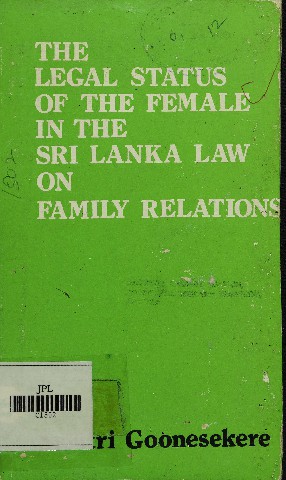 THE
LEGAL STATUS
OF THE FEMALE
IN THE
SRI LANKA LAW
ON
FAMILY RELATIONS
JPL
tri Goonesekere